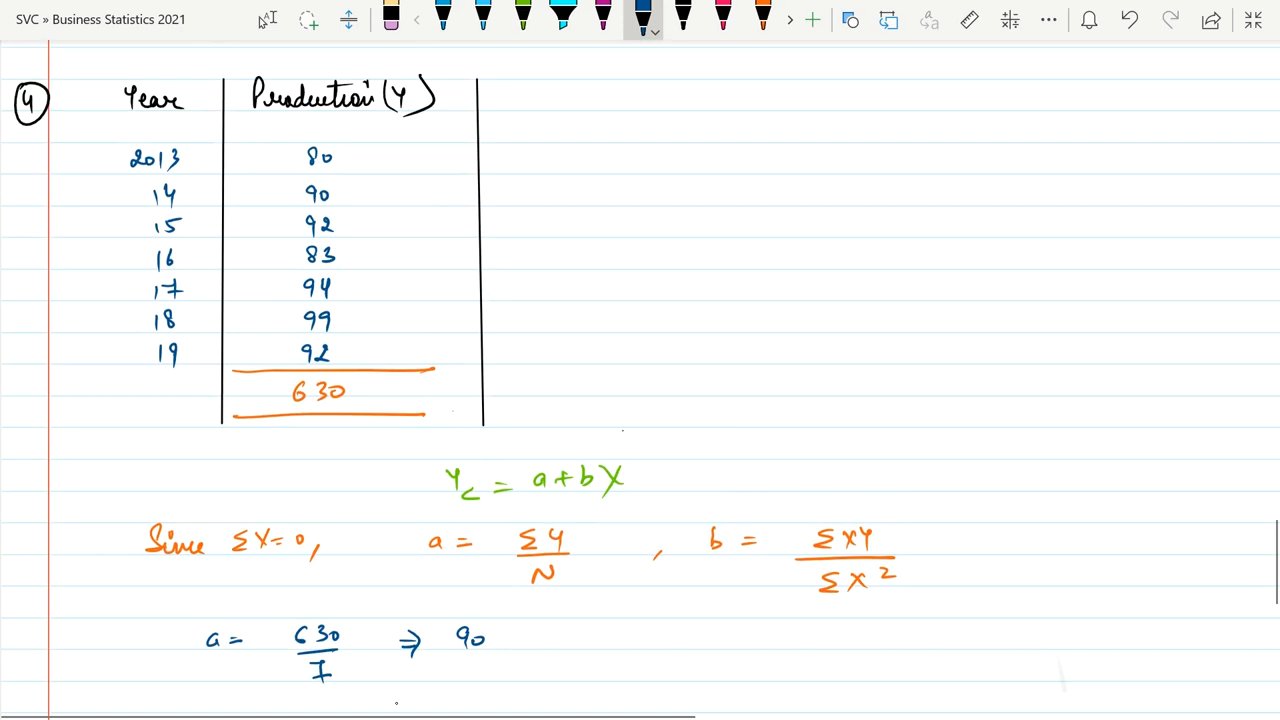 SVC » Business Statistics 2021
4 Year Production (Y)
2013 80
14 90
15 92
16 83
17 94
18 99
19 92
630
Yc = a+bX
Since ΣX=0, a = ΣY/N , b = ΣXY/ΣX²
a = 630/7 ⇒ 90